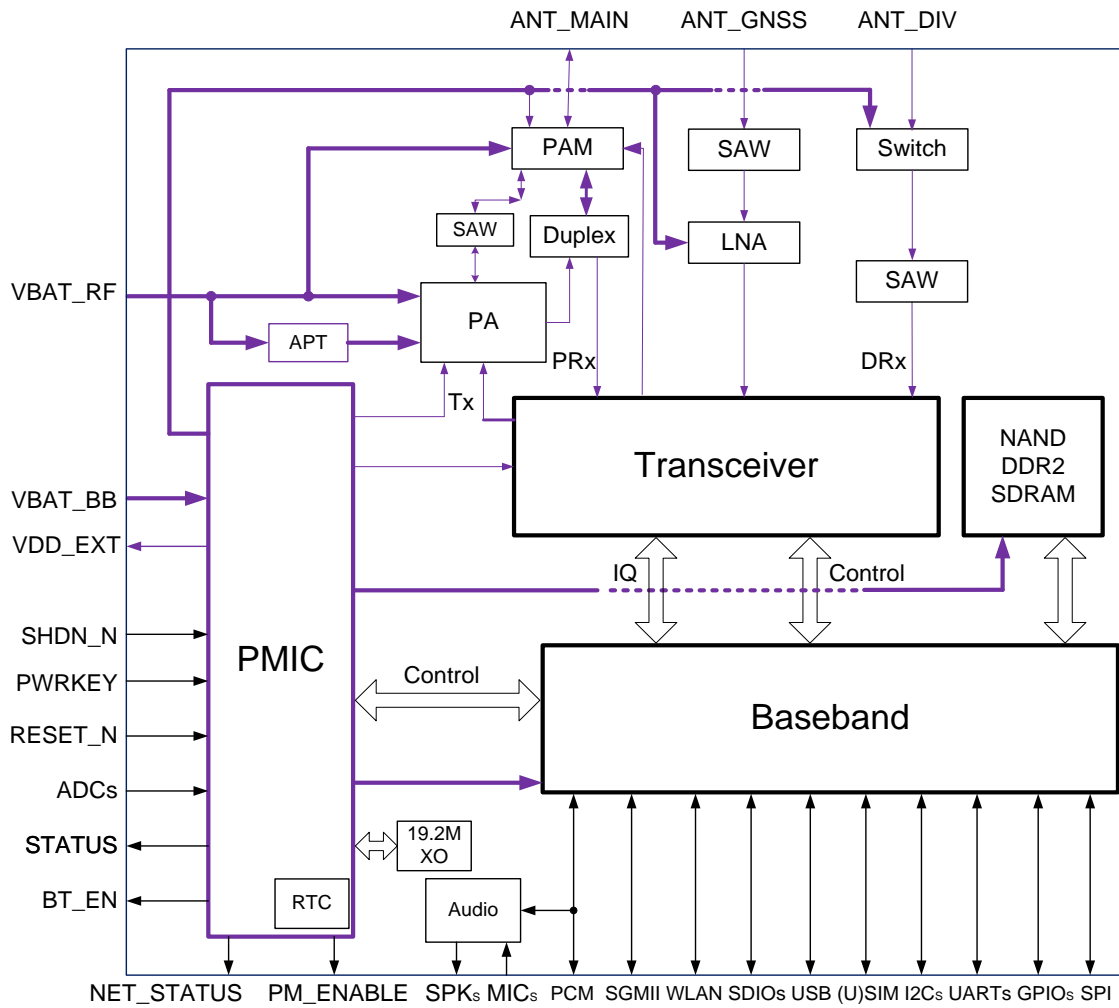 ANT_MAIN ANT_GNSS ANT_DIV
PAM
SAW
Switch
SAW
Duplex
LNA
SAW
VBAT_RF
PA
APT
PRx
DRx
Tx
Transceiver
NAND
DDR2
SDRAM
VBAT_BB
VDD_EXT
IQ
Control
SHDN_N
PMIC
PWRKEY
Control
Baseband
RESET_N
ADCs
STATUS
19.2M
XO
BT_EN
RTC
Audio
NET_STATUS PM_ENABLE SPKs MICs PCM SGMII WLAN SDIOs USB (U)SIM I2Cs UARTs GPIOs SPI